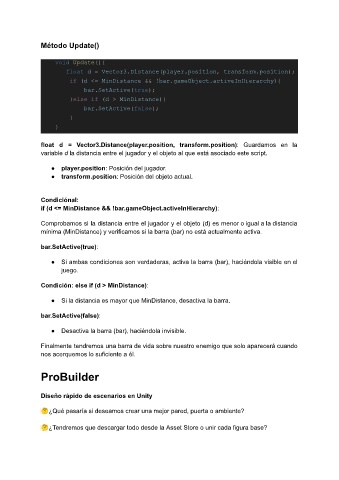 Método Update()
void Update(){
float d = Vector3.Distance(player.position, transform.position);
if (d <= MinDistance && !bar.gameObject.activeInHierarchy){
bar.SetActive(true);
}else if (d > MinDistance){
bar.SetActive(false);
}
}
float d = Vector3.Distance(player.position, transform.position): Guardamos en la
variable d la distancia entre el jugador y el objeto al que está asociado este script.
● player.position: Posición del jugador.
● transform.position: Posición del objeto actual.
Condicional:
if (d <= MinDistance && !bar.gameObject.activeInHierarchy):
Comprobamos si la distancia entre el jugador y el objeto (d) es menor o igual a la distancia
mínima (MinDistance) y verificamos si la barra (bar) no está actualmente activa.
bar.SetActive(true):
● Si ambas condiciones son verdaderas, activa la barra (bar), haciéndola visible en el
juego.
Condición: else if (d > MinDistance):
● Si la distancia es mayor que MinDistance, desactiva la barra.
bar.SetActive(false):
● Desactiva la barra (bar), haciéndola invisible.
Finalmente tendremos una barra de vida sobre nuestro enemigo que solo aparecerá cuando
nos acerquemos lo suficiente a él.
ProBuilder
Diseño rápido de escenarios en Unity
🤔¿Qué pasaría si deseamos crear una mejor pared, puerta o ambiente?
🤔¿Tendremos que descargar todo desde la Asset Store o unir cada figura base?